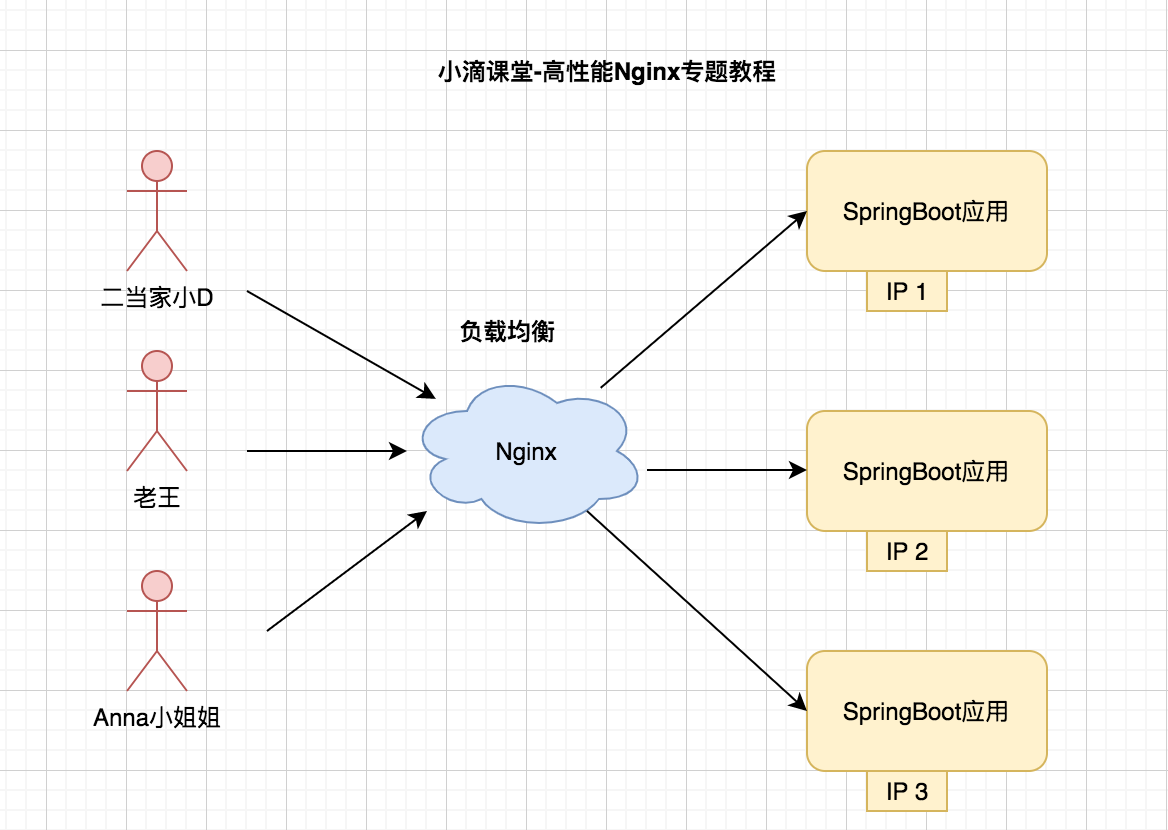 小滴课堂-高性能Nginx专题教程
二当家小D
老王
Anna小姐姐
负载均衡
Nginx
SpringBoot应用
IP 1
SpringBoot应用
IP 2
SpringBoot应用
IP 3